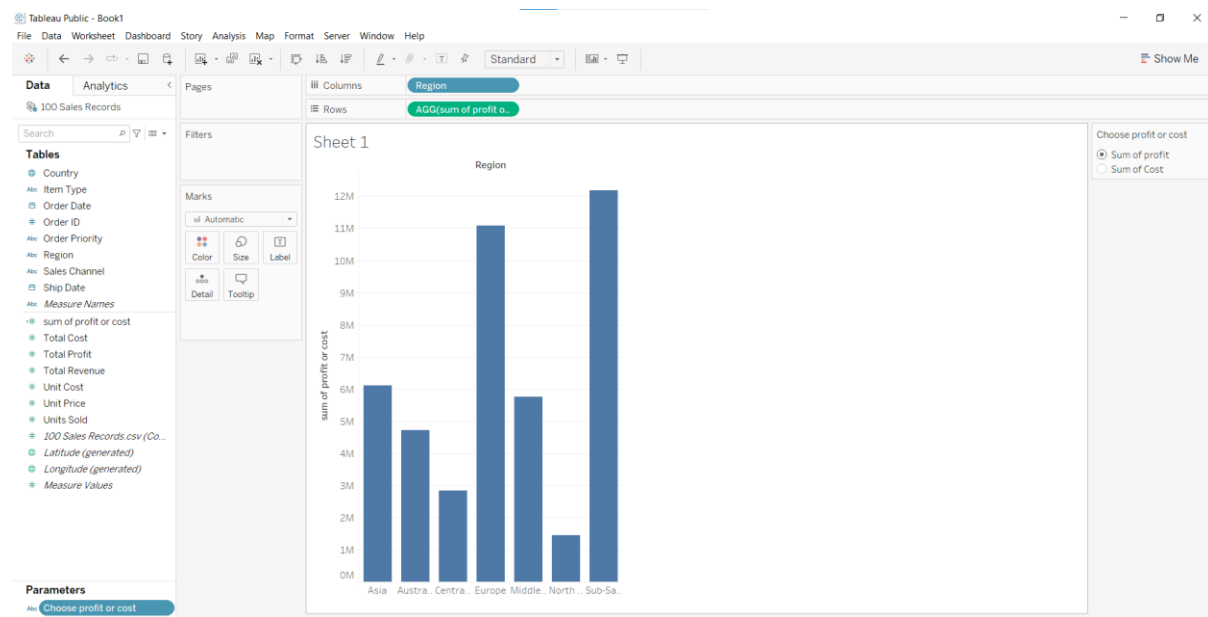 Tableau Public - Book1
File Data Worksheet Dashboard Story Analysis Map Format Server Window Help
Standard
Show Me
Data Analytics
100 Sales Records
Search
Tables
Country
Abc Item Type
Order Date
# Order ID
Abc Order Priority
Abc Region
Abc Sales Channel
Ship Date
Abc Measure Names
=# sum of profit or cost
# Total Cost
# Total Profit
# Total Revenue
# Unit Cost
# Unit Price
# Units Sold
# 100 Sales Records.csv (Co...
Latitude (generated)
Longitude (generated)
# Measure Values
Parameters
Abc Choose profit or cost
Pages
Filters
Marks
Automatic
Color Size Label
Detail Tooltip
Columns Region
Rows AGG(sum of profit o..
Sheet 1
Region
sum of profit or cost
12M
11M
10M
9M
8M
7M
6M
5M
4M
3M
2M
1M
0M
Asia Austra.. Centra.. Europe Middle.. North .. Sub-Sa..
Choose profit or cost
Sum of profit
Sum of Cost